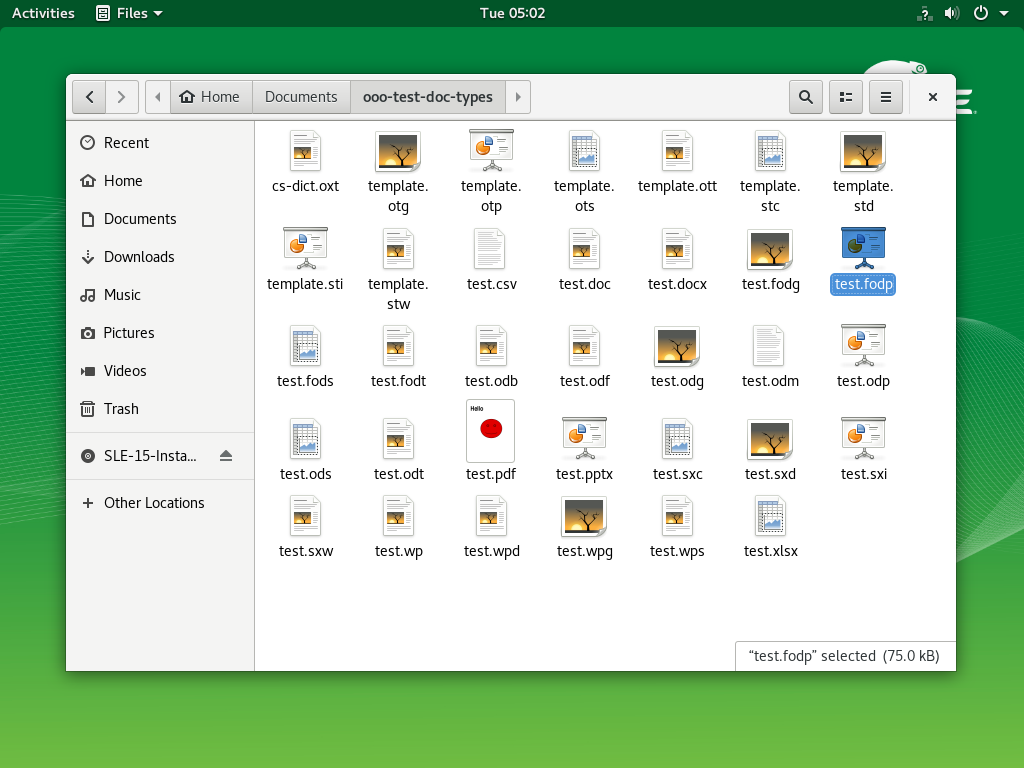 Activities Files Tue 05:02
Home Documents ooo-test-doc-types
Recent
Home
Documents
Downloads
Music
Pictures
Videos
Trash
SLE-15-Insta...
Other Locations
cs-dict.oxt template. template. template. template.ott template. template.
otg otp ots stc std
template.sti template. test.csv test.doc test.docx test.fodg test.fodp
stw
test.fods test.fodt test.odb test.odf test.odg test.odm test.odp
Hello
test.ods test.odt test.pdf test.pptx test.sxc test.sxd test.sxi
test.sxw test.wp test.wpd test.wpg test.wps test.xlsx
“test.fodp” selected (75.0 kB)